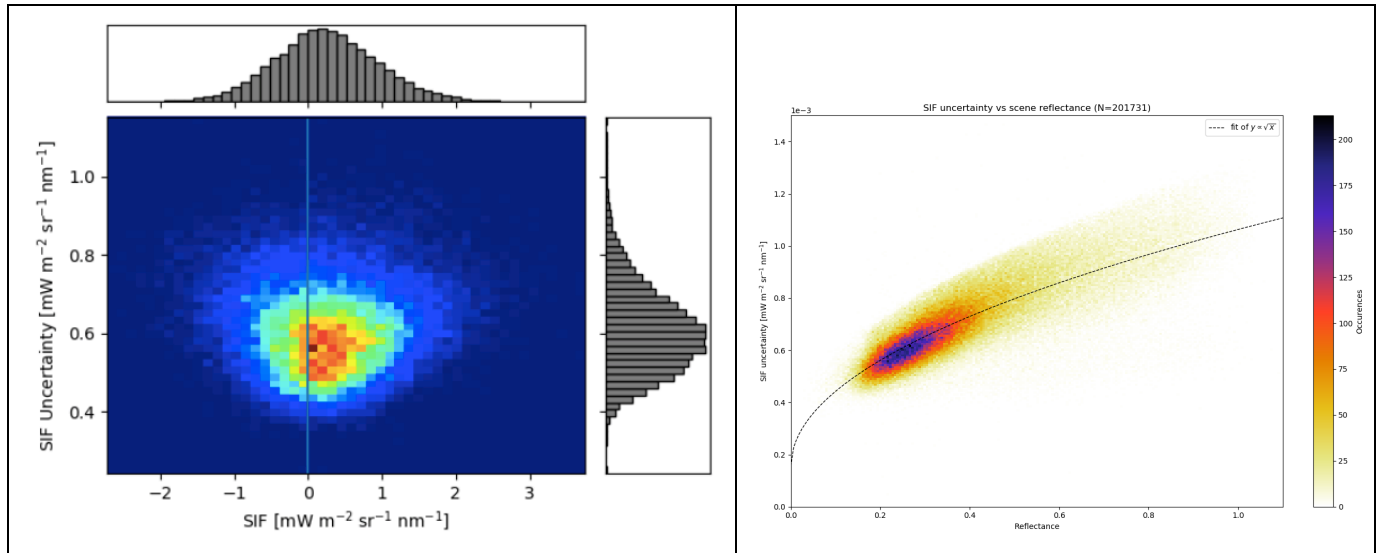 1.0
0.8
0.6
0.4
SIF Uncertainty [mW m⁻² sr⁻¹ nm⁻¹]
−2 −1 0 1 2 3
SIF [mW m⁻² sr⁻¹ nm⁻¹]
SIF uncertainty vs scene reflectance (N=201731)
1e−3
fit of y ∝ √x
1.4
1.2
1.0
0.8
0.6
0.4
0.2
0.0
SIF uncertainty [mW m⁻² sr⁻¹ nm⁻¹]
0.0 0.2 0.4 0.6 0.8 1.0
Reflectance
200
175
150
125
100
75
50
25
0
Occurences